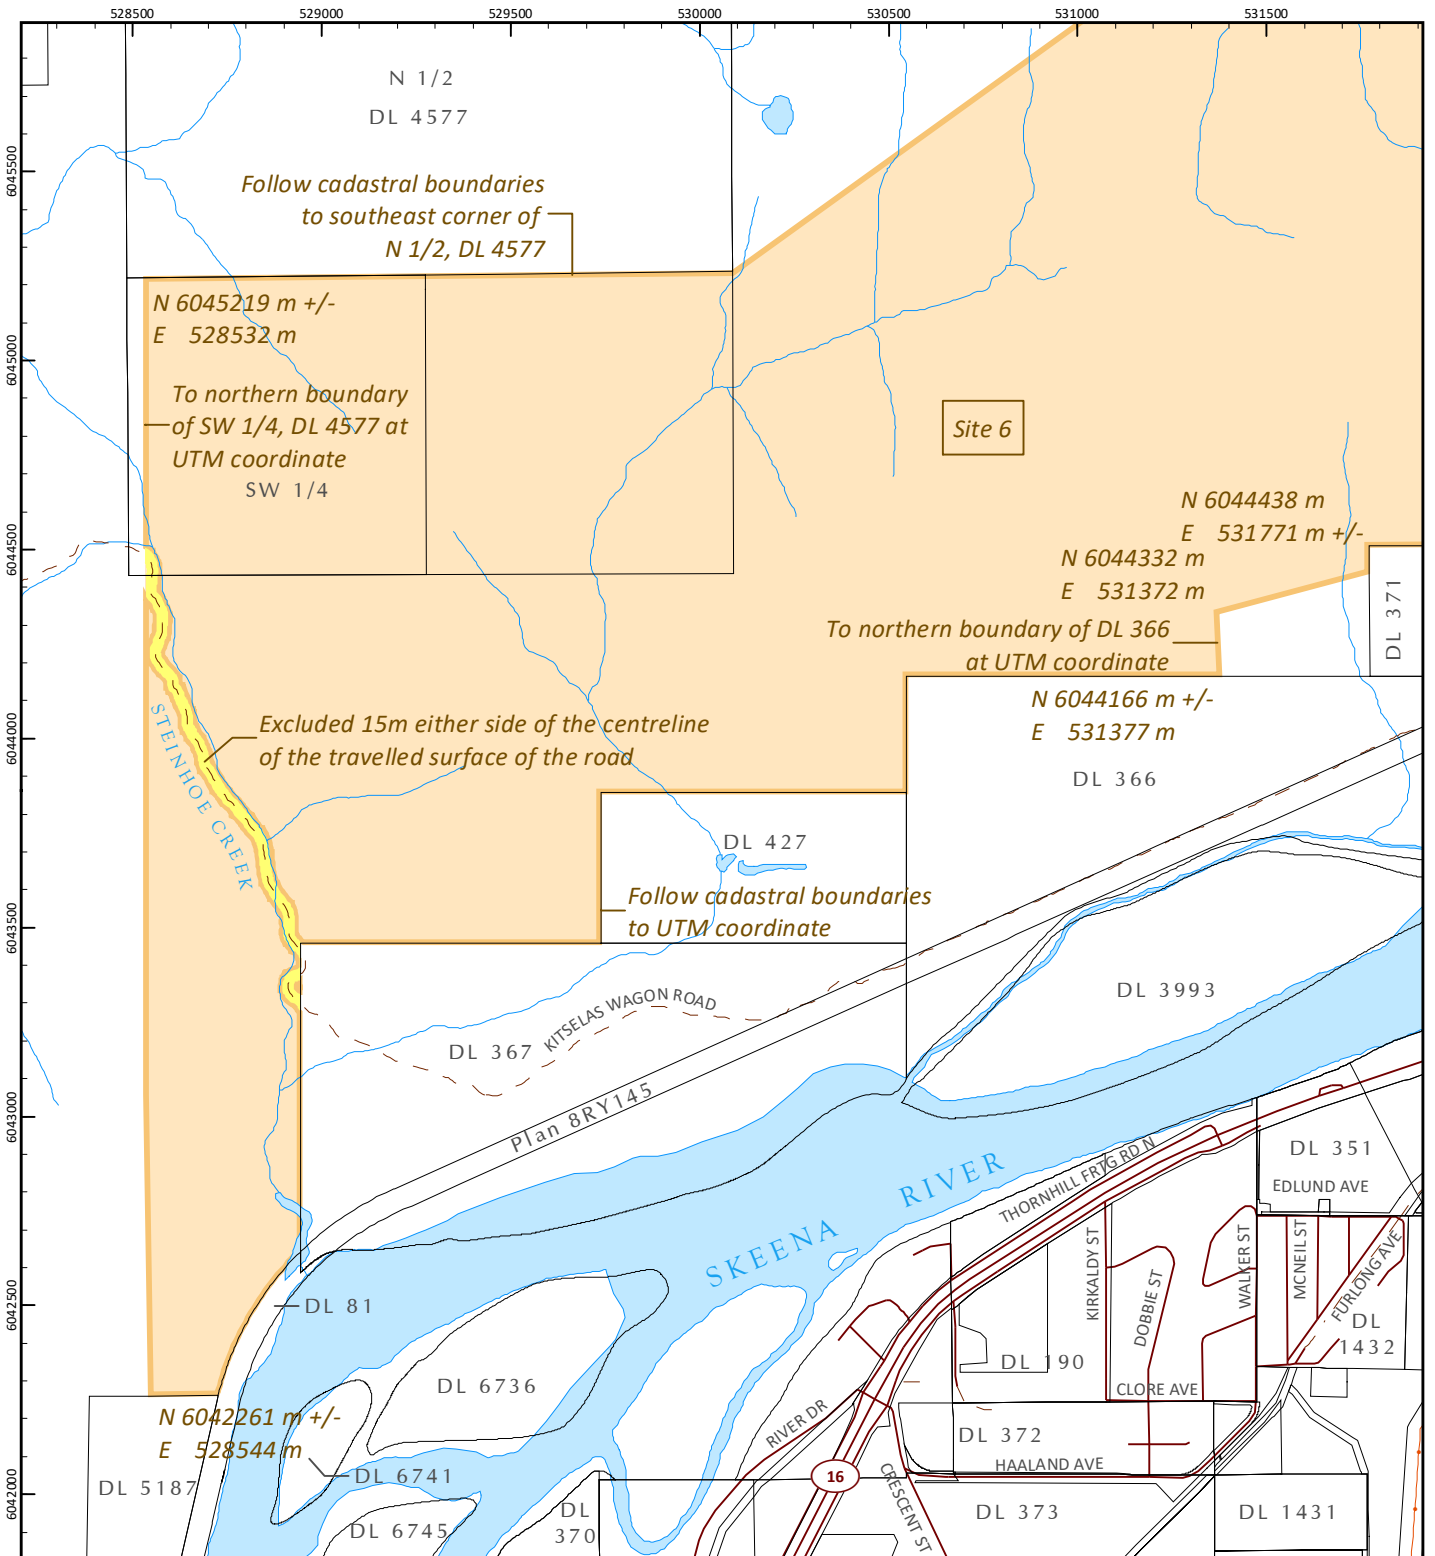 528500
529000
529500
530000
530500
531000
531500
6045500
6045000
6044500
6044000
6043500
6043000
6042500
6042000
N 1/2
DL 4577
Follow cadastral boundaries
to southeast corner of
N 1/2, DL 4577
N 6045219 m +/-
E 528532 m
To northern boundary
of SW 1/4, DL 4577 at
UTM coordinate
SW 1/4
Site 6
N 6044438 m
E 531771 m +/-
N 6044332 m
E 531372 m
DL 371
To northern boundary of DL 366
at UTM coordinate
N 6044166 m +/-
E 531377 m
DL 366
STEINHOE CREEK
Excluded 15m either side of the centreline
of the travelled surface of the road
DL 427
Follow cadastral boundaries
to UTM coordinate
DL 3993
KITSELAS WAGON ROAD
DL 367
Plan 8RY145
SKEENA RIVER
THORNHILL FRTG RD N
DL 351
EDLUND AVE
KIRKALDY ST
DOBBIE ST
WALKER ST
MCNEIL ST
FURLONG AVE
DL
1432
DL 81
DL 190
CLORE AVE
DL 6736
RIVER DR
N 6042261 m +/-
E 528544 m
DL 372
HAALAND AVE
DL 6741
16
DL 5187
CRESCENT ST
DL 6745
DL
370
DL 373
DL 1431